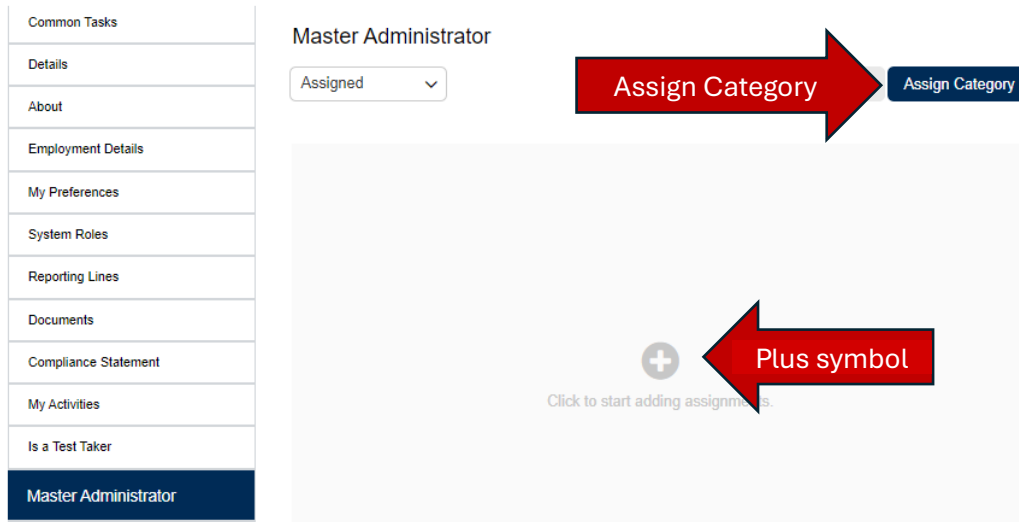 Common Tasks
Details
About
Employment Details
My Preferences
System Roles
Reporting Lines
Documents
Compliance Statement
My Activities
Is a Test Taker
Master Administrator
Master Administrator
Assigned
Assign Category
Assign Category
Plus symbol
Click to start adding assignments.